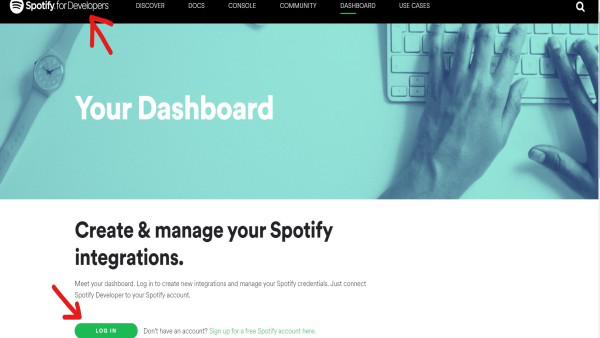 Spotify for Developers DISCOVER DOCS CONSOLE COMMUNITY DASHBOARD USE CASES
Your Dashboard
Create & manage your Spotify
integrations.
Meet your dashboard. Log in to create new integrations and manage your Spotify credentials. Just connect
Spotify Developer to your Spotify account.
LOG IN Don't have an account? Sign up for a free Spotify account here.